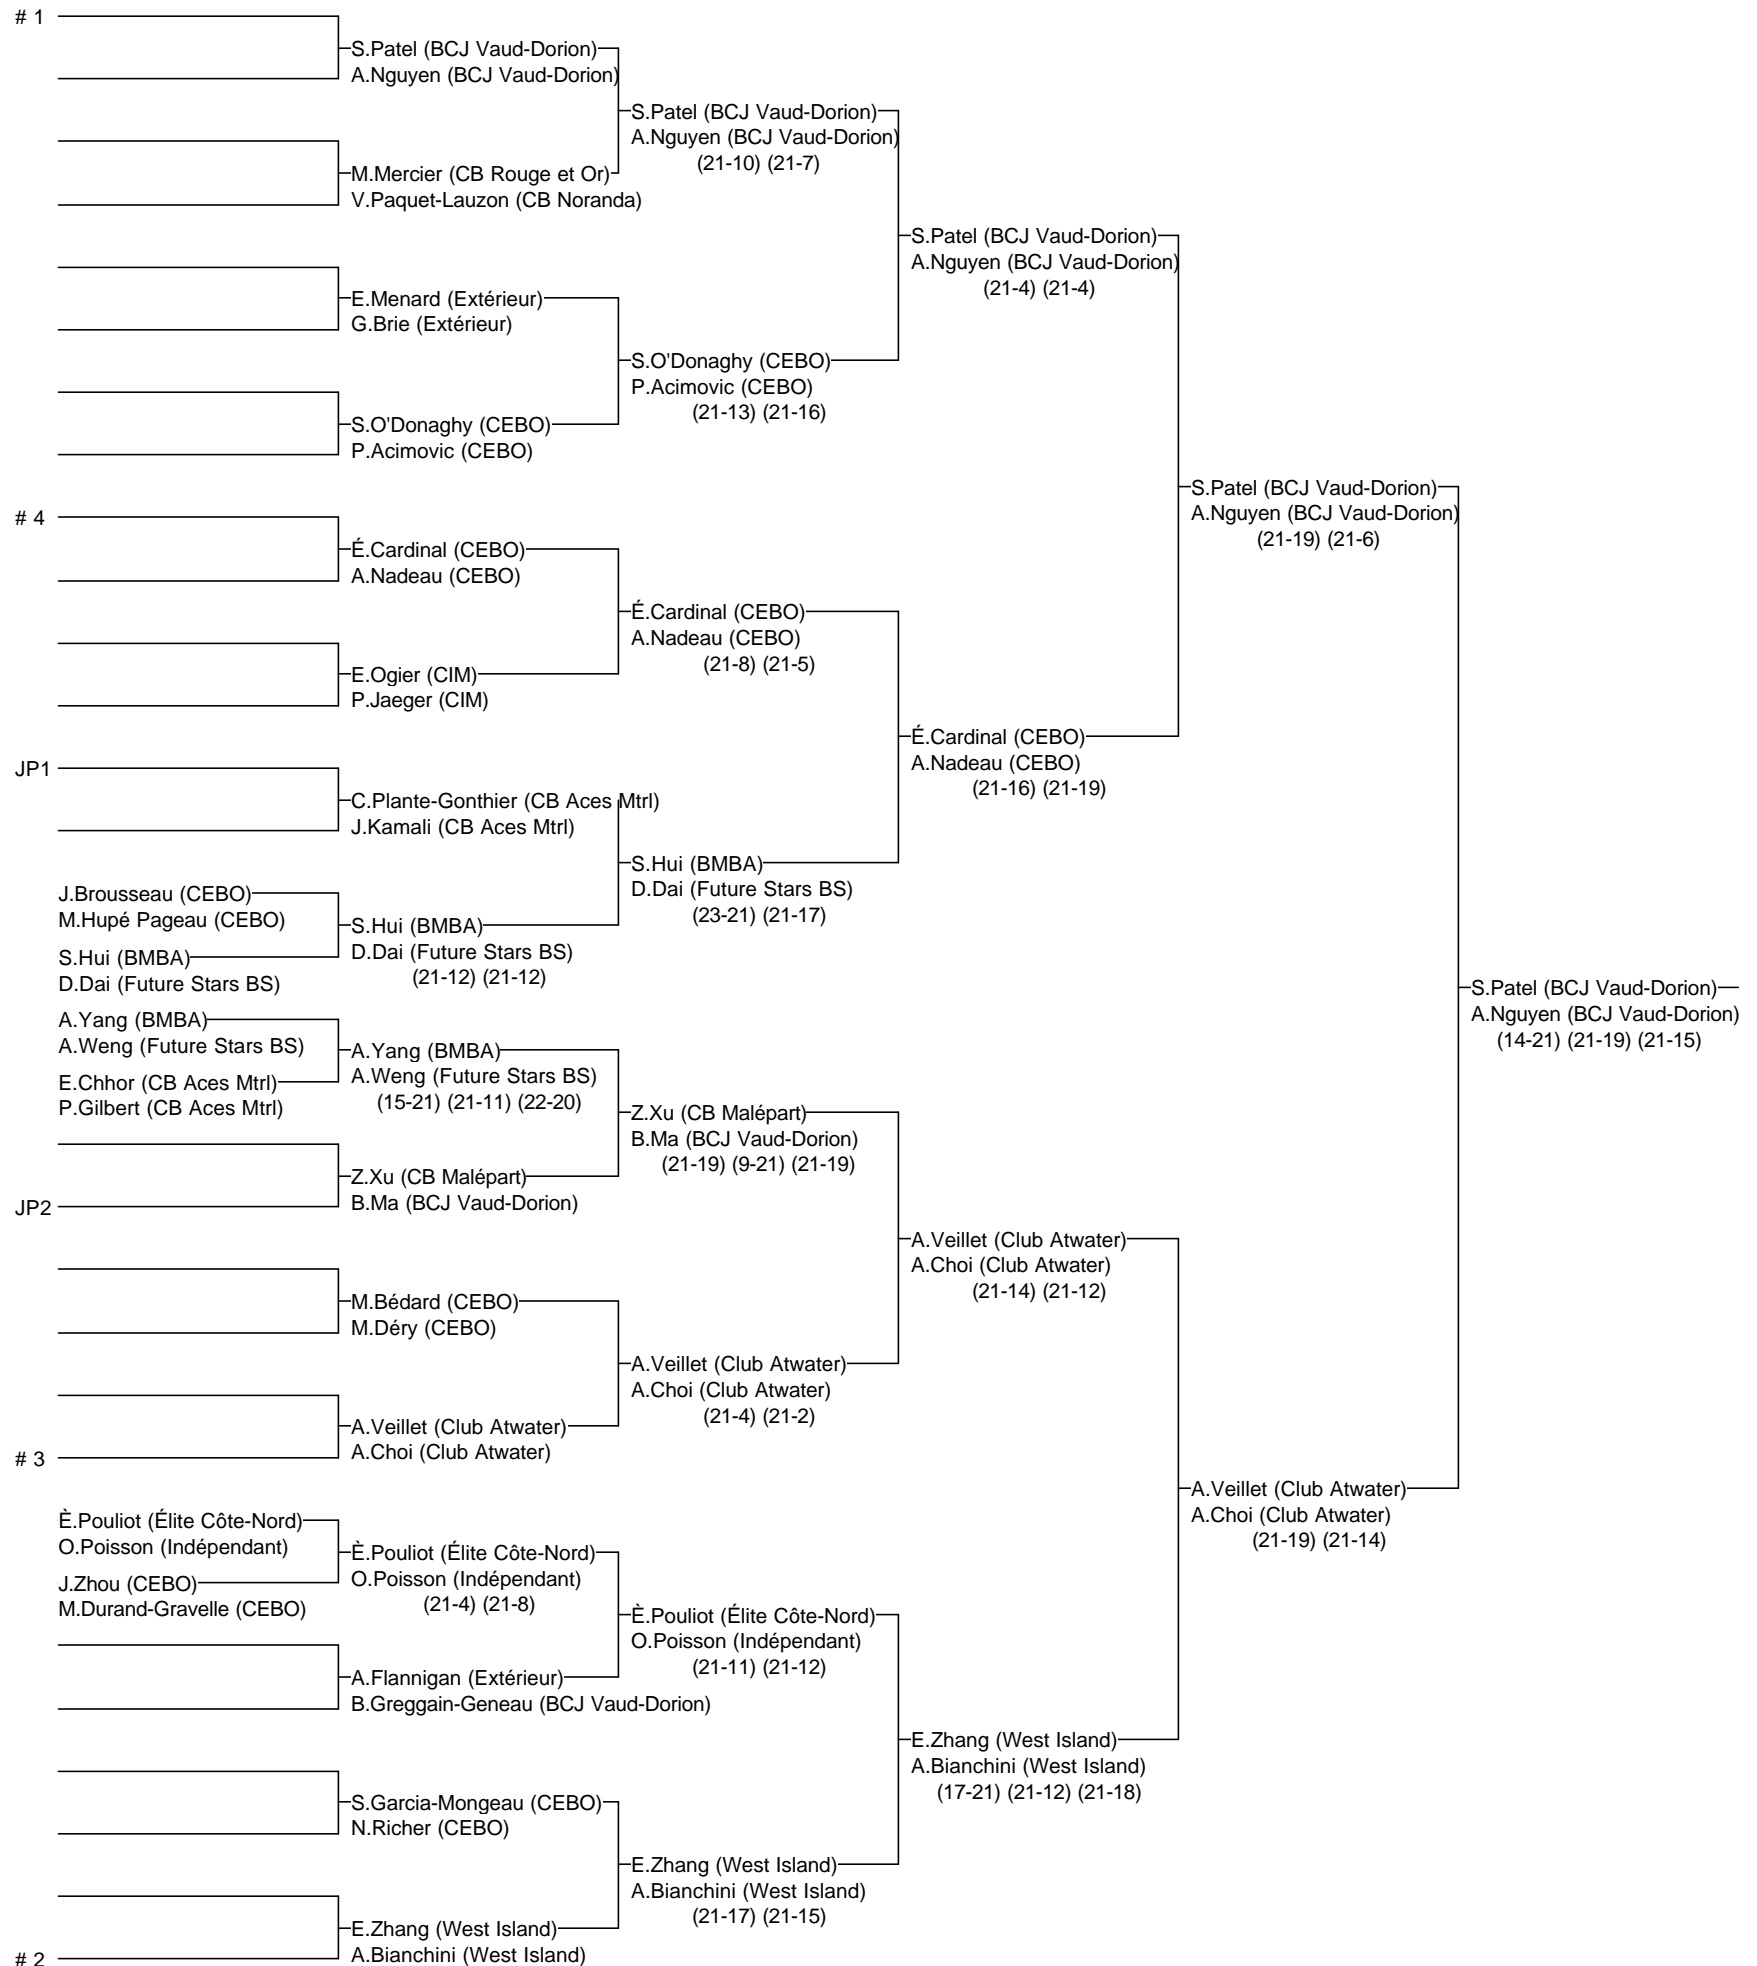 # 1
S.Patel (BCJ Vaud-Dorion)
A.Nguyen (BCJ Vaud-Dorion)
M.Mercier (CB Rouge et Or)
V.Paquet-Lauzon (CB Noranda)
E.Menard (Extérieur)
G.Brie (Extérieur)
S.O'Donaghy (CEBO)
P.Acimovic (CEBO)
# 4
É.Cardinal (CEBO)
A.Nadeau (CEBO)
E.Ogier (CIM)
P.Jaeger (CIM)
JP1
C.Plante-Gonthier (CB Aces Mtrl)
J.Kamali (CB Aces Mtrl)
J.Brousseau (CEBO)
M.Hupé Pageau (CEBO)
S.Hui (BMBA)
D.Dai (Future Stars BS)
S.Hui (BMBA)
D.Dai (Future Stars BS)
(21-12) (21-12)
A.Yang (BMBA)
A.Weng (Future Stars BS)
E.Chhor (CB Aces Mtrl)
P.Gilbert (CB Aces Mtrl)
A.Yang (BMBA)
A.Weng (Future Stars BS)
(15-21) (21-11) (22-20)
Z.Xu (CB Malépart)
B.Ma (BCJ Vaud-Dorion)
JP2
M.Bédard (CEBO)
M.Déry (CEBO)
A.Veillet (Club Atwater)
A.Choi (Club Atwater)
# 3
È.Pouliot (Élite Côte-Nord)
O.Poisson (Indépendant)
J.Zhou (CEBO)
M.Durand-Gravelle (CEBO)
È.Pouliot (Élite Côte-Nord)
O.Poisson (Indépendant)
(21-4) (21-8)
A.Flannigan (Extérieur)
B.Greggain-Geneau (BCJ Vaud-Dorion)
S.Garcia-Mongeau (CEBO)
N.Richer (CEBO)
E.Zhang (West Island)
A.Bianchini (West Island)
# 2
S.Patel (BCJ Vaud-Dorion)
A.Nguyen (BCJ Vaud-Dorion)
(21-10) (21-7)
S.O'Donaghy (CEBO)
P.Acimovic (CEBO)
(21-13) (21-16)
É.Cardinal (CEBO)
A.Nadeau (CEBO)
(21-8) (21-5)
S.Hui (BMBA)
D.Dai (Future Stars BS)
(23-21) (21-17)
Z.Xu (CB Malépart)
B.Ma (BCJ Vaud-Dorion)
(21-19) (9-21) (21-19)
A.Veillet (Club Atwater)
A.Choi (Club Atwater)
(21-4) (21-2)
È.Pouliot (Élite Côte-Nord)
O.Poisson (Indépendant)
(21-11) (21-12)
E.Zhang (West Island)
A.Bianchini (West Island)
(21-17) (21-15)
S.Patel (BCJ Vaud-Dorion)
A.Nguyen (BCJ Vaud-Dorion)
(21-4) (21-4)
É.Cardinal (CEBO)
A.Nadeau (CEBO)
(21-16) (21-19)
A.Veillet (Club Atwater)
A.Choi (Club Atwater)
(21-14) (21-12)
E.Zhang (West Island)
A.Bianchini (West Island)
(17-21) (21-12) (21-18)
S.Patel (BCJ Vaud-Dorion)
A.Nguyen (BCJ Vaud-Dorion)
(21-19) (21-6)
A.Veillet (Club Atwater)
A.Choi (Club Atwater)
(21-19) (21-14)
S.Patel (BCJ Vaud-Dorion)
A.Nguyen (BCJ Vaud-Dorion)
(14-21) (21-19) (21-15)